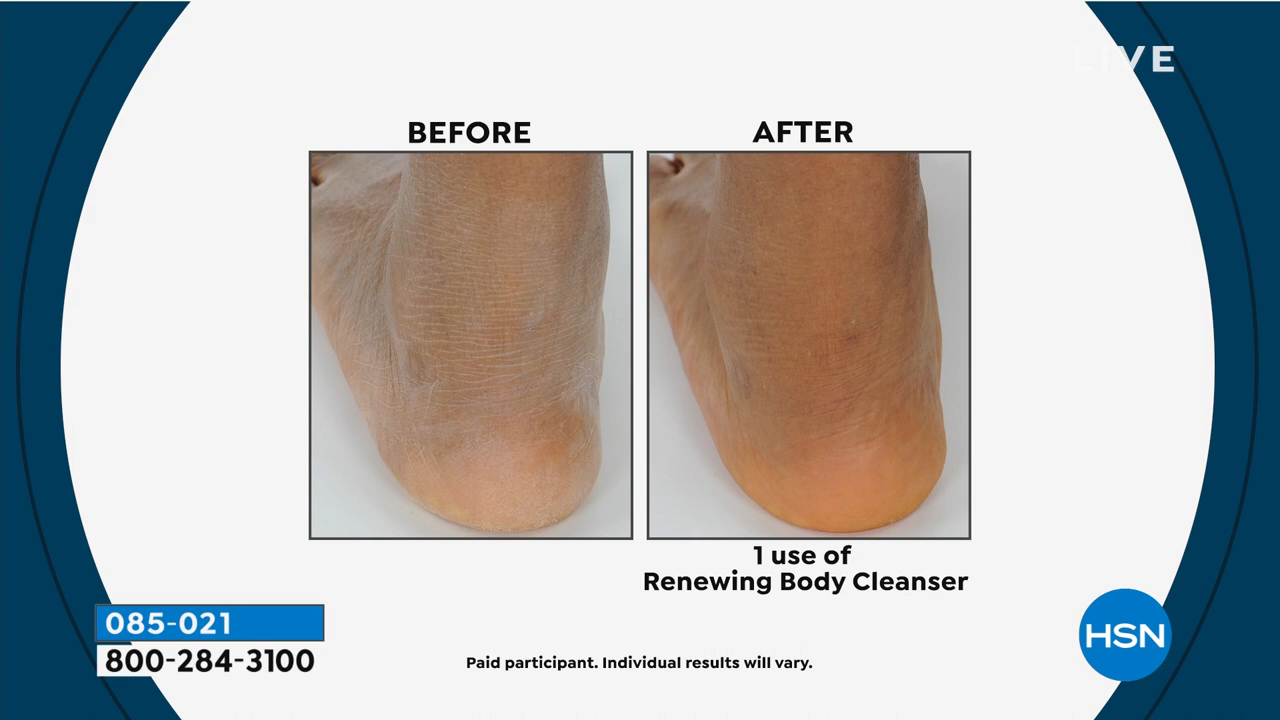 LIVE
BEFORE
AFTER
1 use of
Renewing Body Cleanser
085-021
800-284-3100
Paid participant. Individual results will vary.
HSN